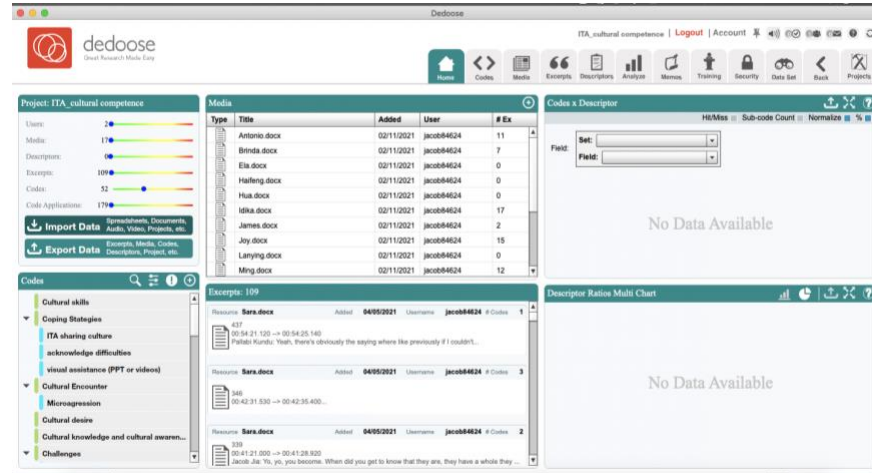 Dedoose
ITA_cultural competence | Logout | Account
dedoose
Great Research Made Easy
Home Codes Media Excerpts Descriptors Analyze Memos Training Security Data Set Back Projects
Project: ITA_cultural competence
Users: 2
Media: 17
Descriptors: 0
Excerpts: 109
Codes: 52
Code Applications: 179
Import Data Spreadsheets, Documents, Audio, Video, Projects, etc.
Export Data Excerpts, Media, Codes, Descriptors, Project, etc.
Codes
Cultural skills
Coping Stategies
ITA sharing culture
acknowledge difficulties
visual assistance (PPT or videos)
Cultural Encounter
Microagression
Cultural desire
Cultural knowledge and cultural awaren...
Challenges
Media
Type Title Added User # Ex
Antonio.docx 02/11/2021 jacob84624 11
Brinda.docx 02/11/2021 jacob84624 7
Ela.docx 02/11/2021 jacob84624 0
Haifeng.docx 02/11/2021 jacob84624 0
Hua.docx 02/11/2021 jacob84624 0
Idika.docx 02/11/2021 jacob84624 17
James.docx 02/11/2021 jacob84624 2
Joy.docx 02/11/2021 jacob84624 15
Lanying.docx 02/11/2021 jacob84624 0
Ming.docx 02/11/2021 jacob84624 12
Excerpts: 109
Resource Sara.docx Added 04/05/2021 Username jacob84624 # Codes 1
437
00:54:21.120 --> 00:54:25.140
Pallabi Kundu: Yeah, there's obviously the saying where like previously if I couldn't...
Resource Sara.docx Added 04/05/2021 Username jacob84624 # Codes 3
346
00:42:31.530 --> 00:42:35.400...
Resource Sara.docx Added 04/05/2021 Username jacob84624 # Codes 2
339
00:41:21.000 --> 00:41:28.920
Jacob Jia: Yo, yo, you become. When did you get to know that they are, they have a whole they ...
Codes x Descriptor
Hit/Miss Sub-code Count Normalize %
Field:
Set:
Field:
No Data Available
Descriptor Ratios Multi Chart
No Data Available